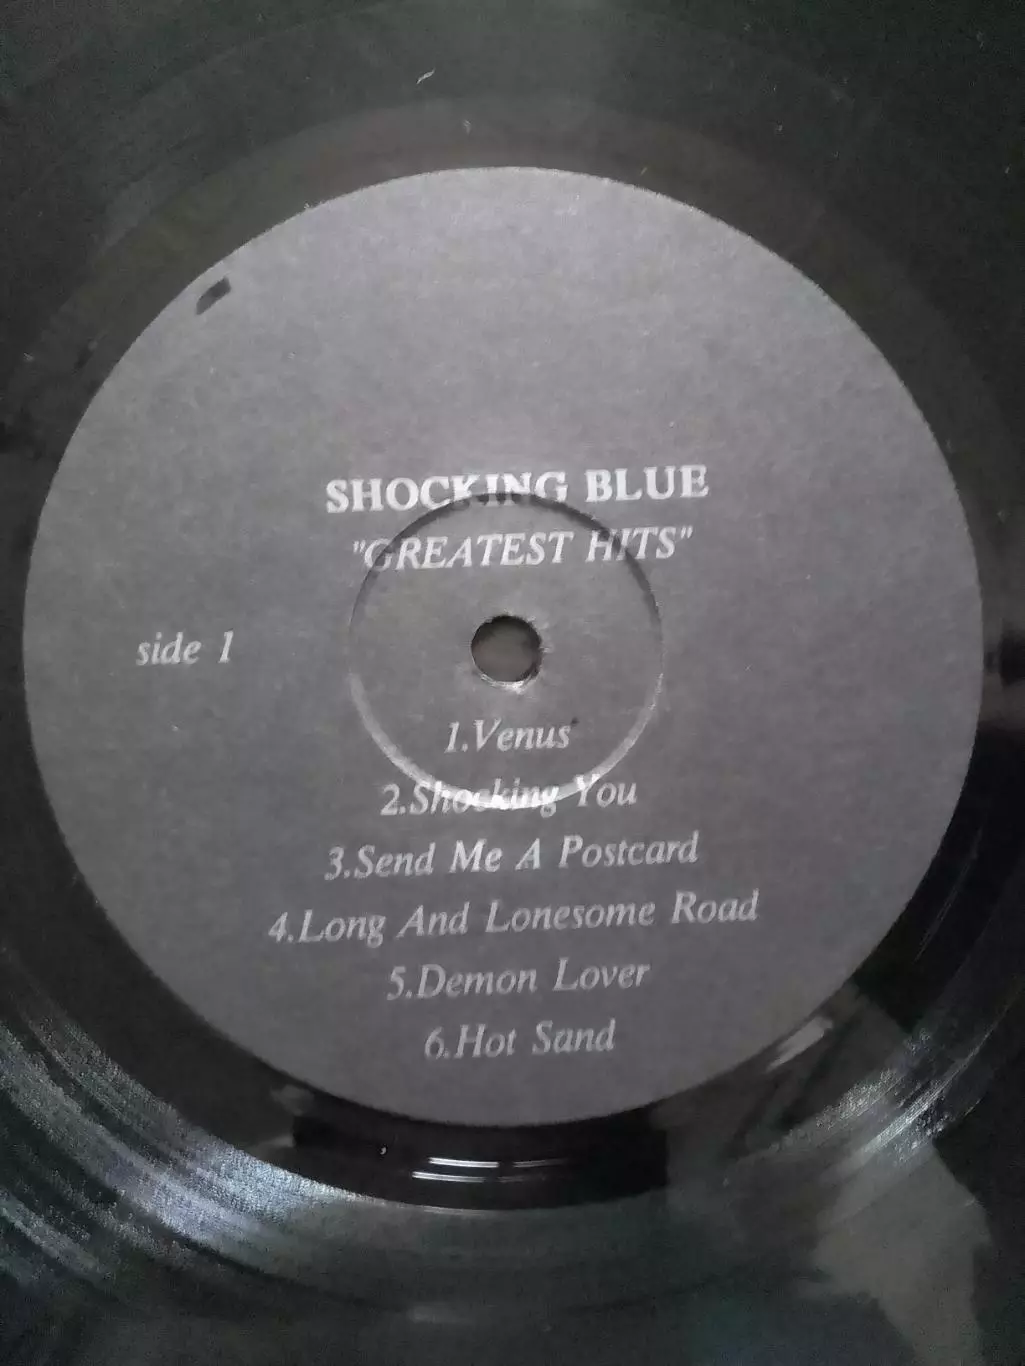 SHOCKING BLUE
"GREATEST HITS"
side 1
1.Venus
2.Shocking You
3.Send Me A Postcard
4.Long And Lonesome Road
5.Demon Lover
6.Hot Sand